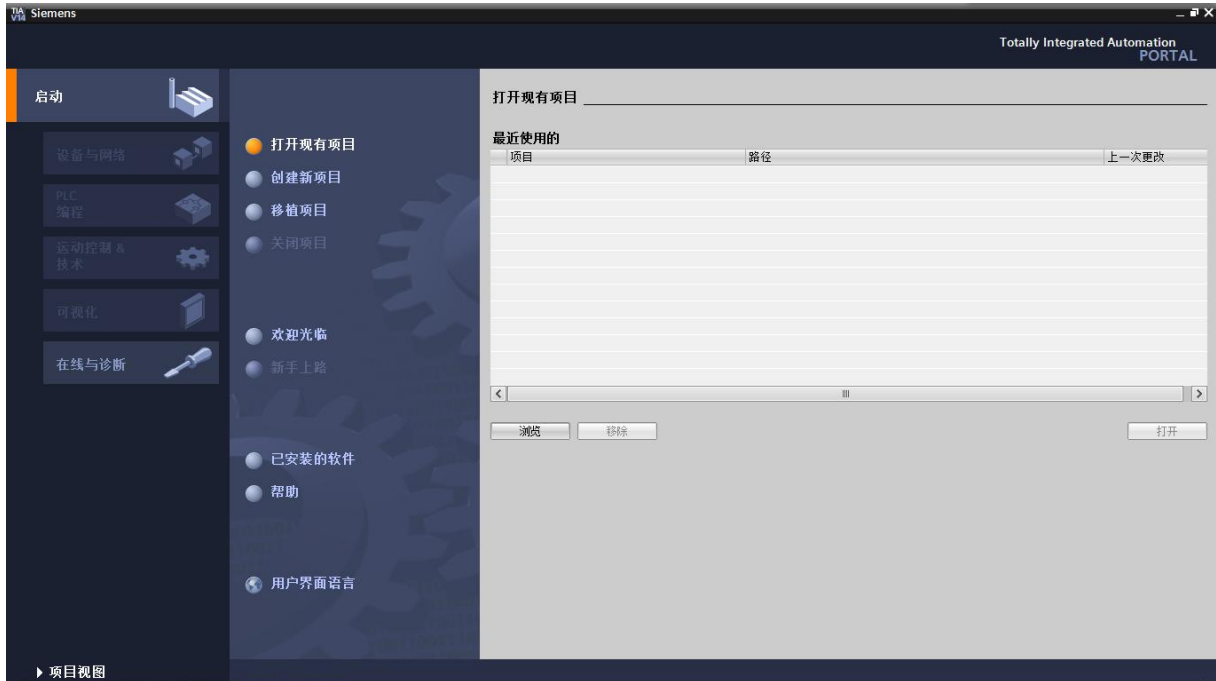 TIA V14 Siemens
Totally Integrated Automation
PORTAL
启动
设备与网络
PLC
编程
运动控制 &
技术
可视化
在线与诊断
打开现有项目
创建新项目
移植项目
关闭项目
欢迎光临
新手上路
已安装的软件
帮助
用户界面语言
打开现有项目
最近使用的
项目 路径 上一次更改
浏览 移除 打开
项目视图